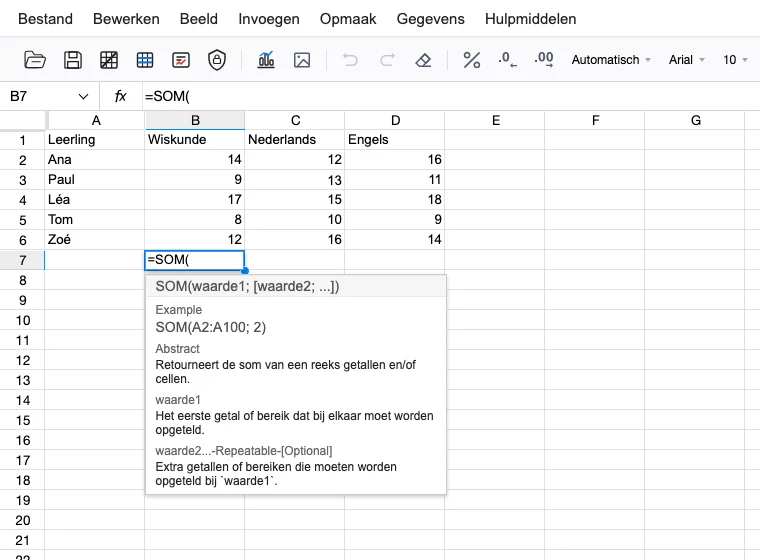 Bestand Bewerken Beeld Invoegen Opmaak Gegevens Hulpmiddelen
% .0 .00 Automatisch Arial 10
B7 fx =SOM(
A B C D E F G
1 Leerling Wiskunde Nederlands Engels
2 Ana 14 12 16
3 Paul 9 13 11
4 Léa 17 15 18
5 Tom 8 10 9
6 Zoé 12 16 14
7 =SOM(
8 SOM(waarde1; [waarde2; ...])
9 Example
10 SOM(A2:A100; 2)
11 Abstract
12 Retourneert de som van een reeks getallen en/of
13 cellen.
14 waarde1
15 Het eerste getal of bereik dat bij elkaar moet worden
16 opgeteld.
17 waarde2...-Repeatable-[Optional]
18 Extra getallen of bereiken die moeten worden
opgeteld bij `waarde1`.
19
20
21
22